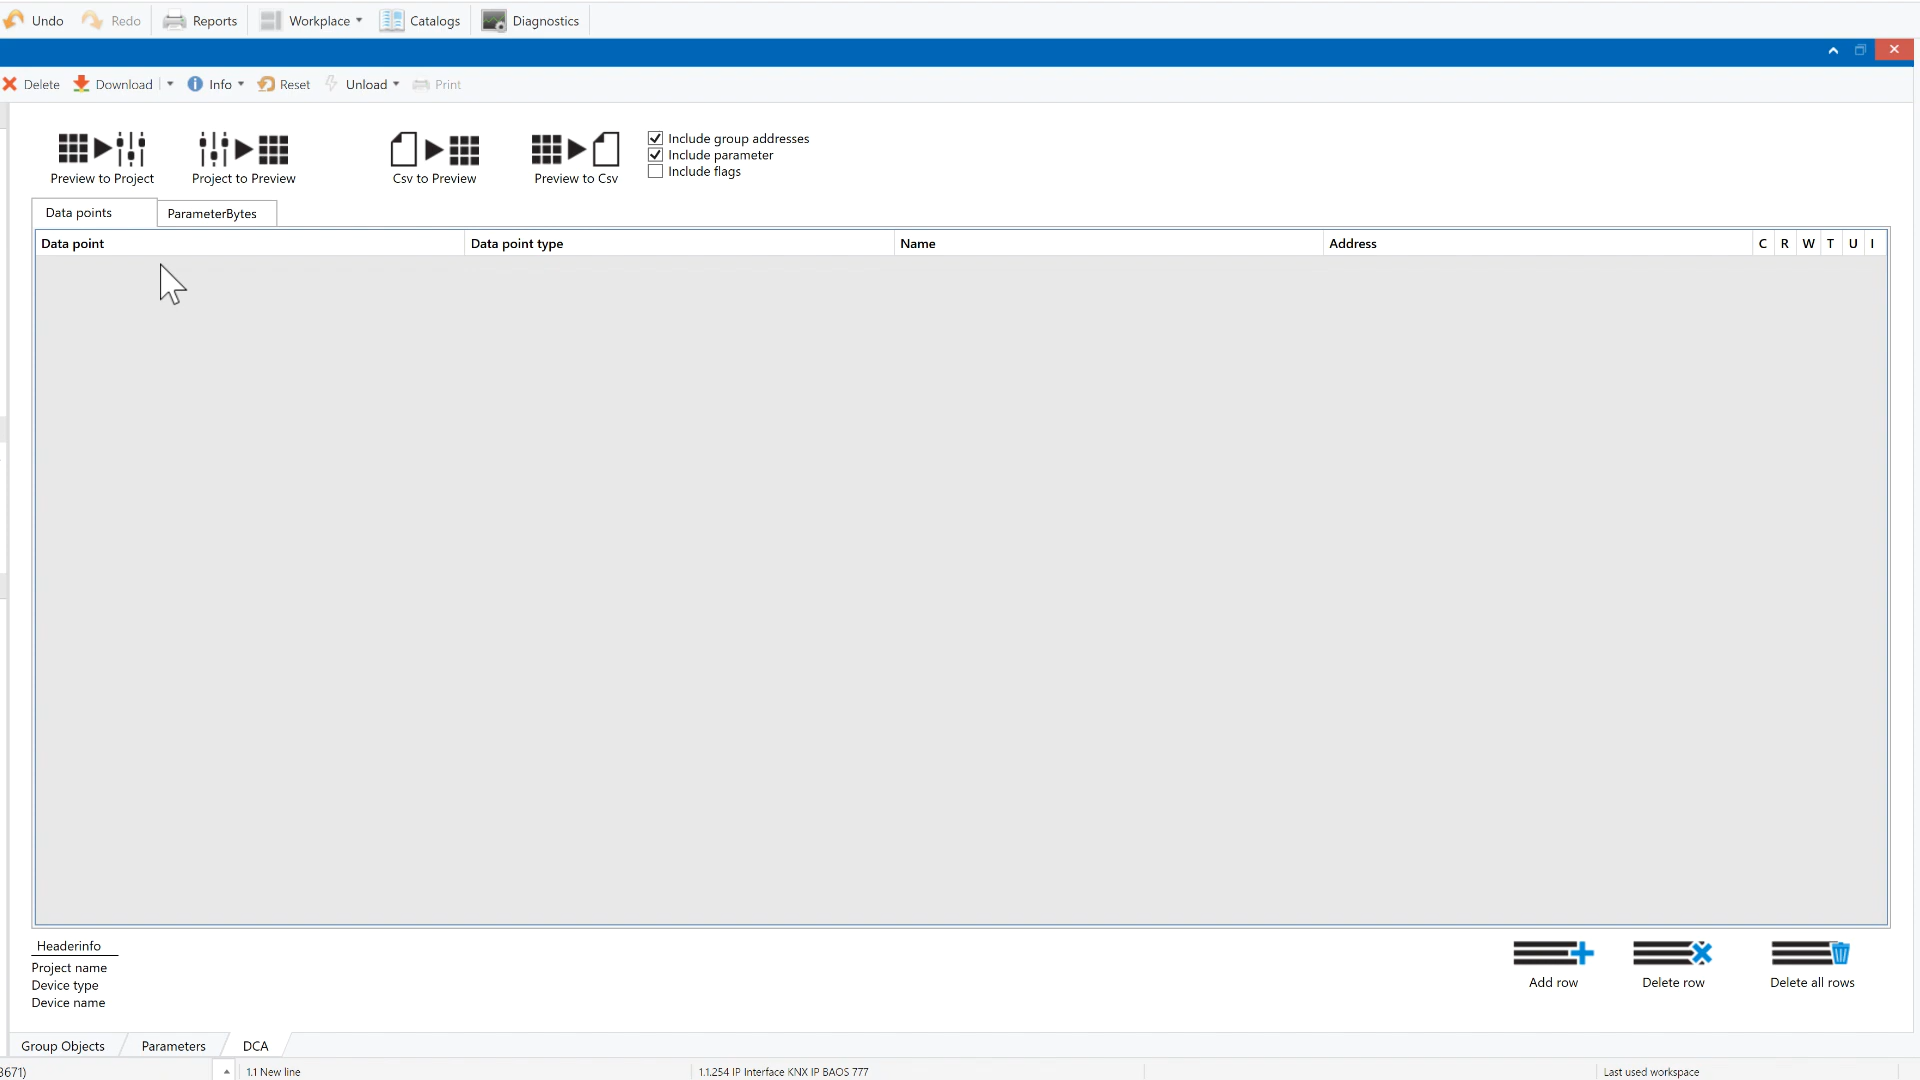 Undo Redo Reports Workplace Catalogs Diagnostics
Delete Download Info Reset Unload Print
Preview to Project Project to Preview Csv to Preview Preview to Csv
Include group addresses
Include parameter
Include flags
Data points ParameterBytes
Data point Data point type Name Address C R W T U I
Headerinfo
Project name
Device type
Device name
Add row Delete row Delete all rows
Group Objects Parameters DCA
3671) 1.1 New line 1.1.254 IP Interface KNX IP BAOS 777 Last used workspace